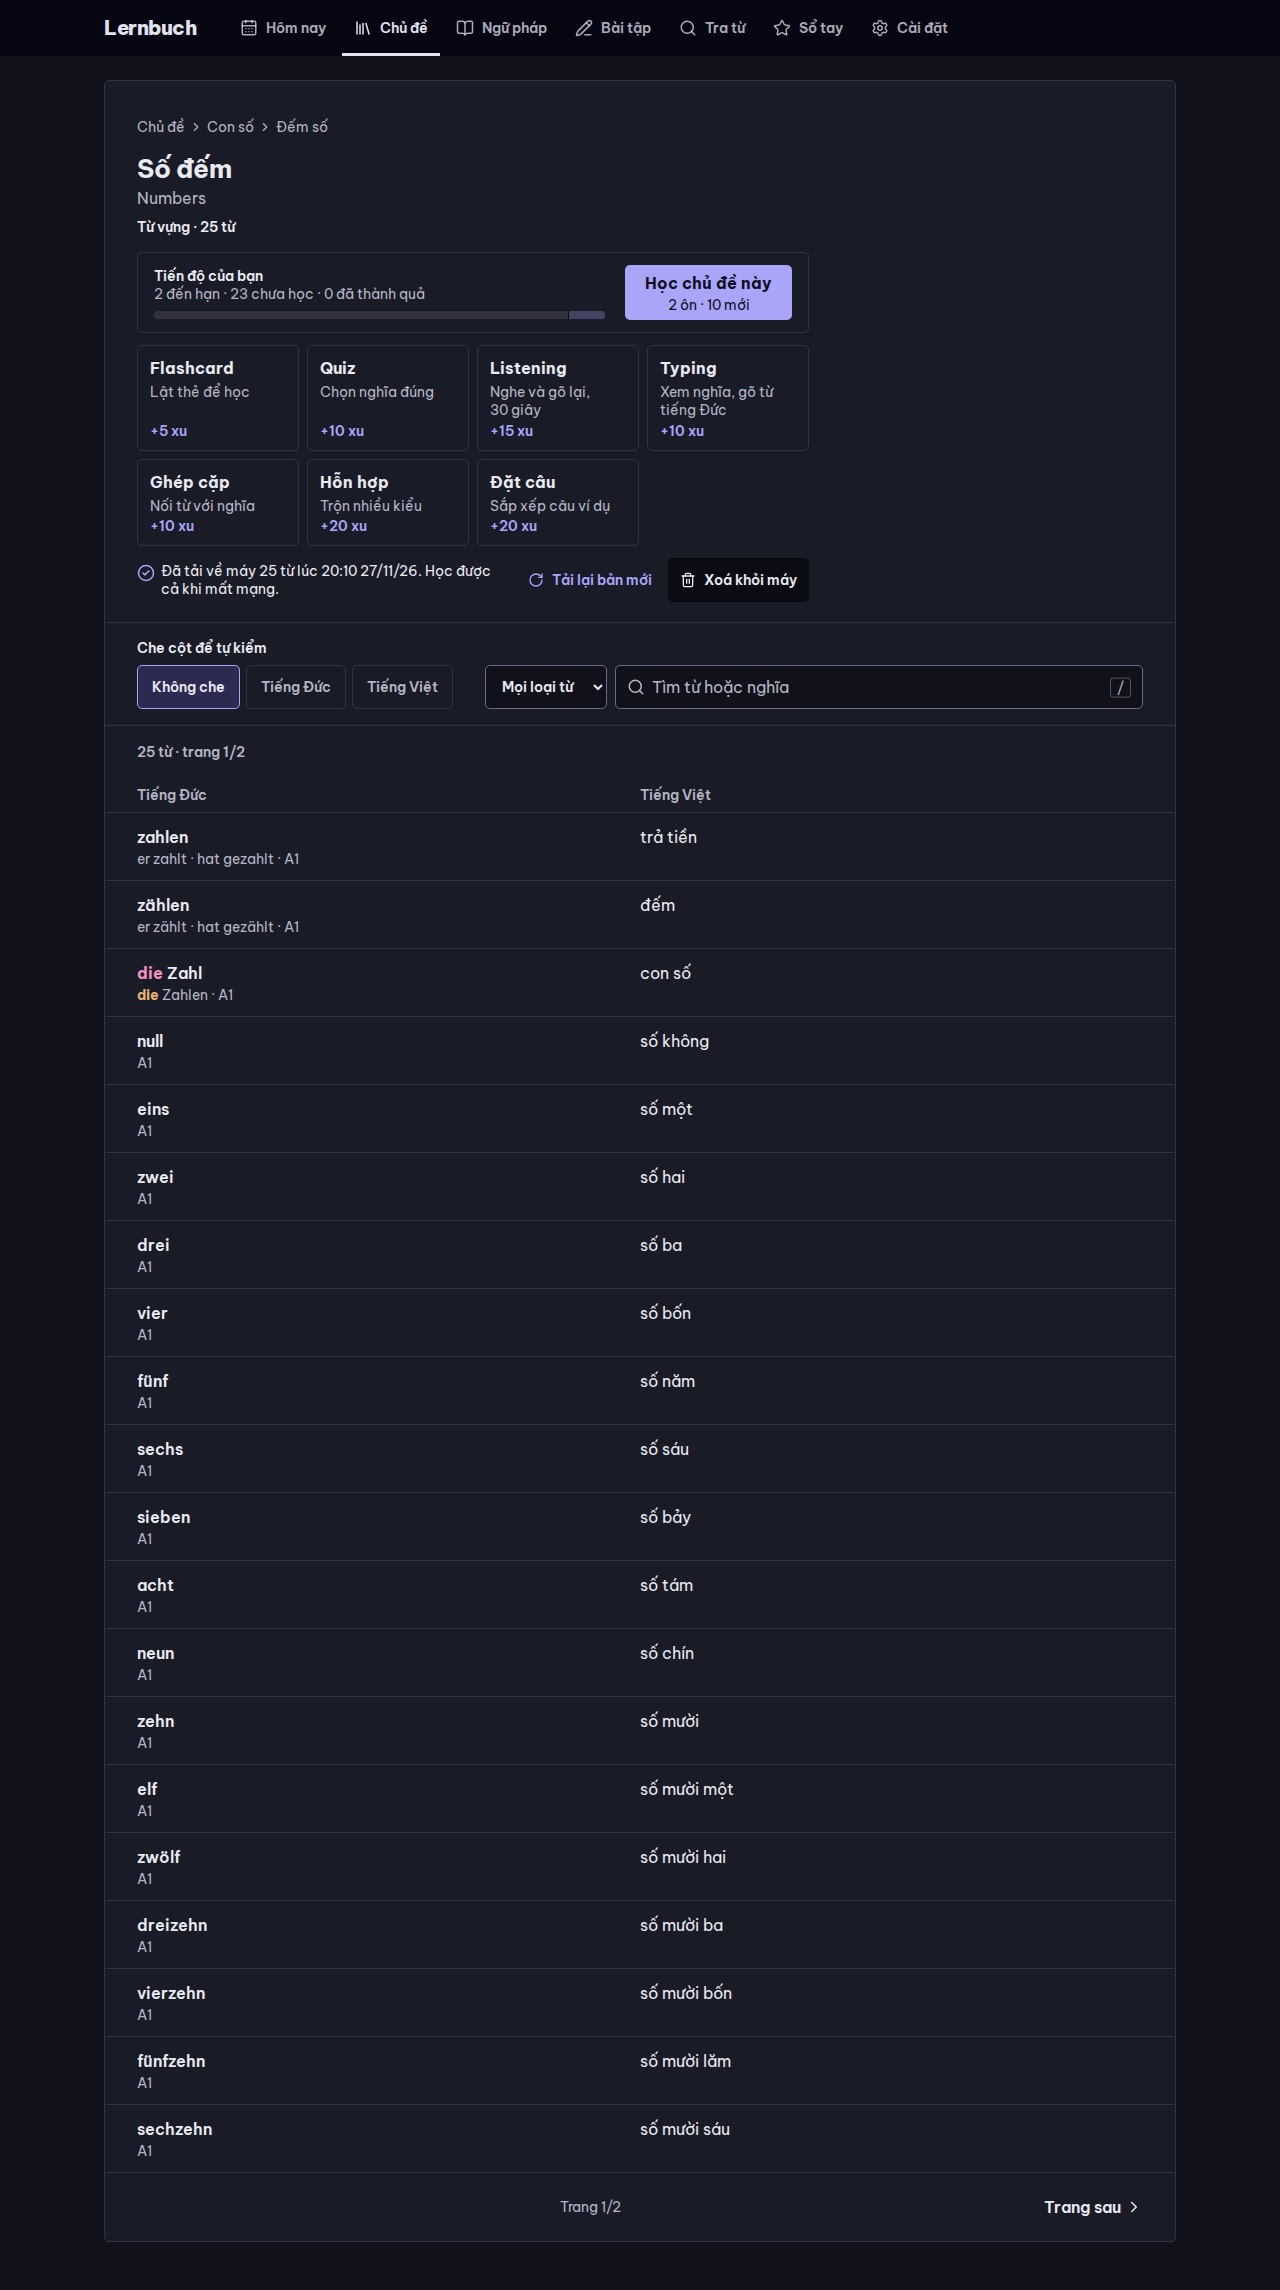 Lernbuch
Hôm nay
Chủ đề
Ngữ pháp
Bài tập
Tra từ
Sổ tay
Cài đặt
Chủ đề > Con số > Đếm số
Số đếm
Numbers
Từ vựng · 25 từ
Tiến độ của bạn
2 đến hạn · 23 chưa học · 0 đã thành quả
Học chủ đề này
2 ôn · 10 mới
Flashcard
Lật thẻ để học
+5 xu
Quiz
Chọn nghĩa đúng
+10 xu
Listening
Nghe và gõ lại,
30 giây
+15 xu
Typing
Xem nghĩa, gõ từ
tiếng Đức
+10 xu
Ghép cặp
Nối từ với nghĩa
+10 xu
Hỗn hợp
Trộn nhiều kiểu
+20 xu
Đặt câu
Sắp xếp câu ví dụ
+20 xu
Đã tải về máy 25 từ lúc 20:10 27/11/26. Học được
cả khi mất mạng.
Tải lại bản mới
Xoá khỏi máy
Che cột để tự kiểm
Không che
Tiếng Đức
Tiếng Việt
Mọi loại từ
Tìm từ hoặc nghĩa
/
25 từ · trang 1/2
Tiếng Đức
Tiếng Việt
zahlen
trả tiền
er zahlt · hat gezahlt · A1
zählen
đếm
er zählt · hat gezählt · A1
die Zahl
con số
die Zahlen · A1
null
số không
A1
eins
số một
A1
zwei
số hai
A1
drei
số ba
A1
vier
số bốn
A1
fünf
số năm
A1
sechs
số sáu
A1
sieben
số bảy
A1
acht
số tám
A1
neun
số chín
A1
zehn
số mười
A1
elf
số mười một
A1
zwölf
số mười hai
A1
dreizehn
số mười ba
A1
vierzehn
số mười bốn
A1
fünfzehn
số mười lăm
A1
sechzehn
số mười sáu
A1
Trang 1/2
Trang sau >